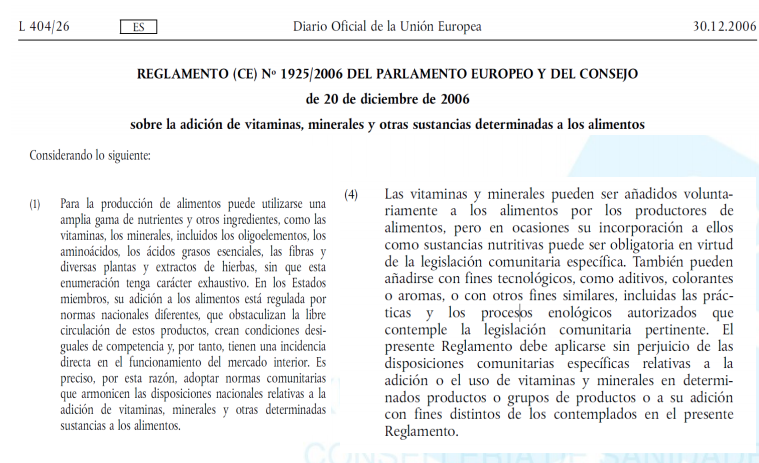 L 404/26 ES Diario Oficial de la Unión Europea 30.12.2006
REGLAMENTO (CE) Nº 1925/2006 DEL PARLAMENTO EUROPEO Y DEL CONSEJO
de 20 de diciembre de 2006
sobre la adición de vitaminas, minerales y otras sustancias determinadas a los alimentos
Considerando lo siguiente:
(1) Para la producción de alimentos puede utilizarse una
amplia gama de nutrientes y otros ingredientes, como las
vitaminas, los minerales, incluidos los oligoelementos, los
aminoácidos, los ácidos grasos esenciales, las fibras y
diversas plantas y extractos de hierbas, sin que esta
enumeración tenga carácter exhaustivo. En los Estados
miembros, su adición a los alimentos está regulada por
normas nacionales diferentes, que obstaculizan la libre
circulación de estos productos, crean condiciones desi-
guales de competencia y, por tanto, tienen una incidencia
directa en el funcionamiento del mercado interior. Es
preciso, por esta razón, adoptar normas comunitarias
que armonicen las disposiciones nacionales relativas a la
adición de vitaminas, minerales y otras determinadas
sustancias a los alimentos.
(4) Las vitaminas y minerales pueden ser añadidos volunta-
riamente a los alimentos por los productores de
alimentos, pero en ocasiones su incorporación a ellos
como sustancias nutritivas puede ser obligatoria en virtud
de la legislación comunitaria específica. También pueden
añadirse con fines tecnológicos, como aditivos, colorantes
o aromas, o con otros fines similares, incluidas las prác-
ticas y los procesos enológicos autorizados que
contemple la legislación comunitaria pertinente. El
presente Reglamento debe aplicarse sin perjuicio de las
disposiciones comunitarias específicas relativas a la
adición o el uso de vitaminas y minerales en determi-
nados productos o grupos de productos o a su adición
con fines distintos de los contemplados en el presente
Reglamento.
CONSELLERIA DE SANIDADE